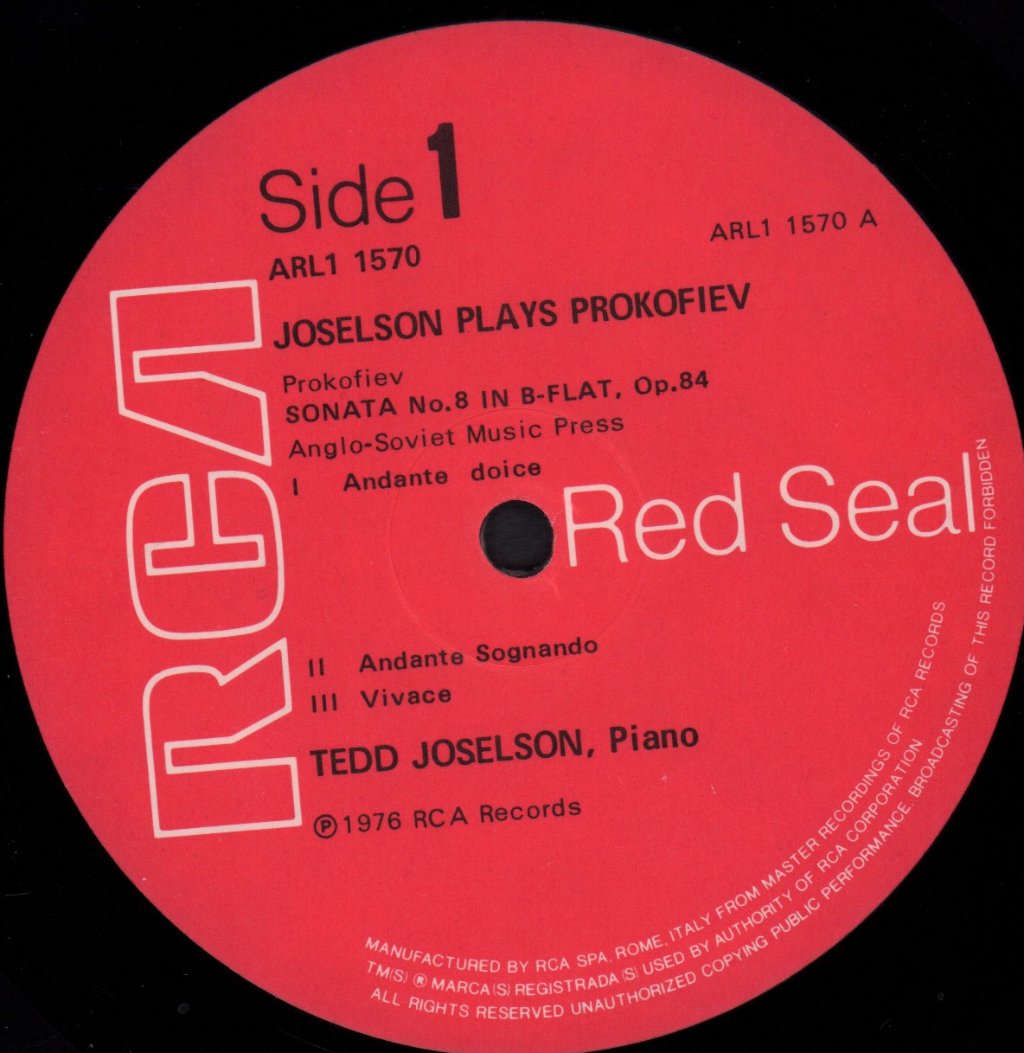 Side 1
ARL1 1570
ARL1 1570 A
JOSELSON PLAYS PROKOFIEV
Prokofiev
SONATA No.8 IN B-FLAT, Op.84
Anglo-Soviet Music Press
I Andante doice
RCA
Red Seal
II Andante Sognando
III Vivace
TEDD JOSELSON, Piano
Ⓟ1976 RCA Records
MANUFACTURED BY RCA SPA, ROME, ITALY FROM MASTER RECORDINGS OF RCA RECORDS
TM(S) ® MARCA(S) REGISTRADA(S) USED BY AUTHORITY OF RCA CORPORATION
ALL RIGHTS RESERVED UNAUTHORIZED COPYING PUBLIC PERFORMANCE, BROADCASTING OF THIS RECORD FORBIDDEN